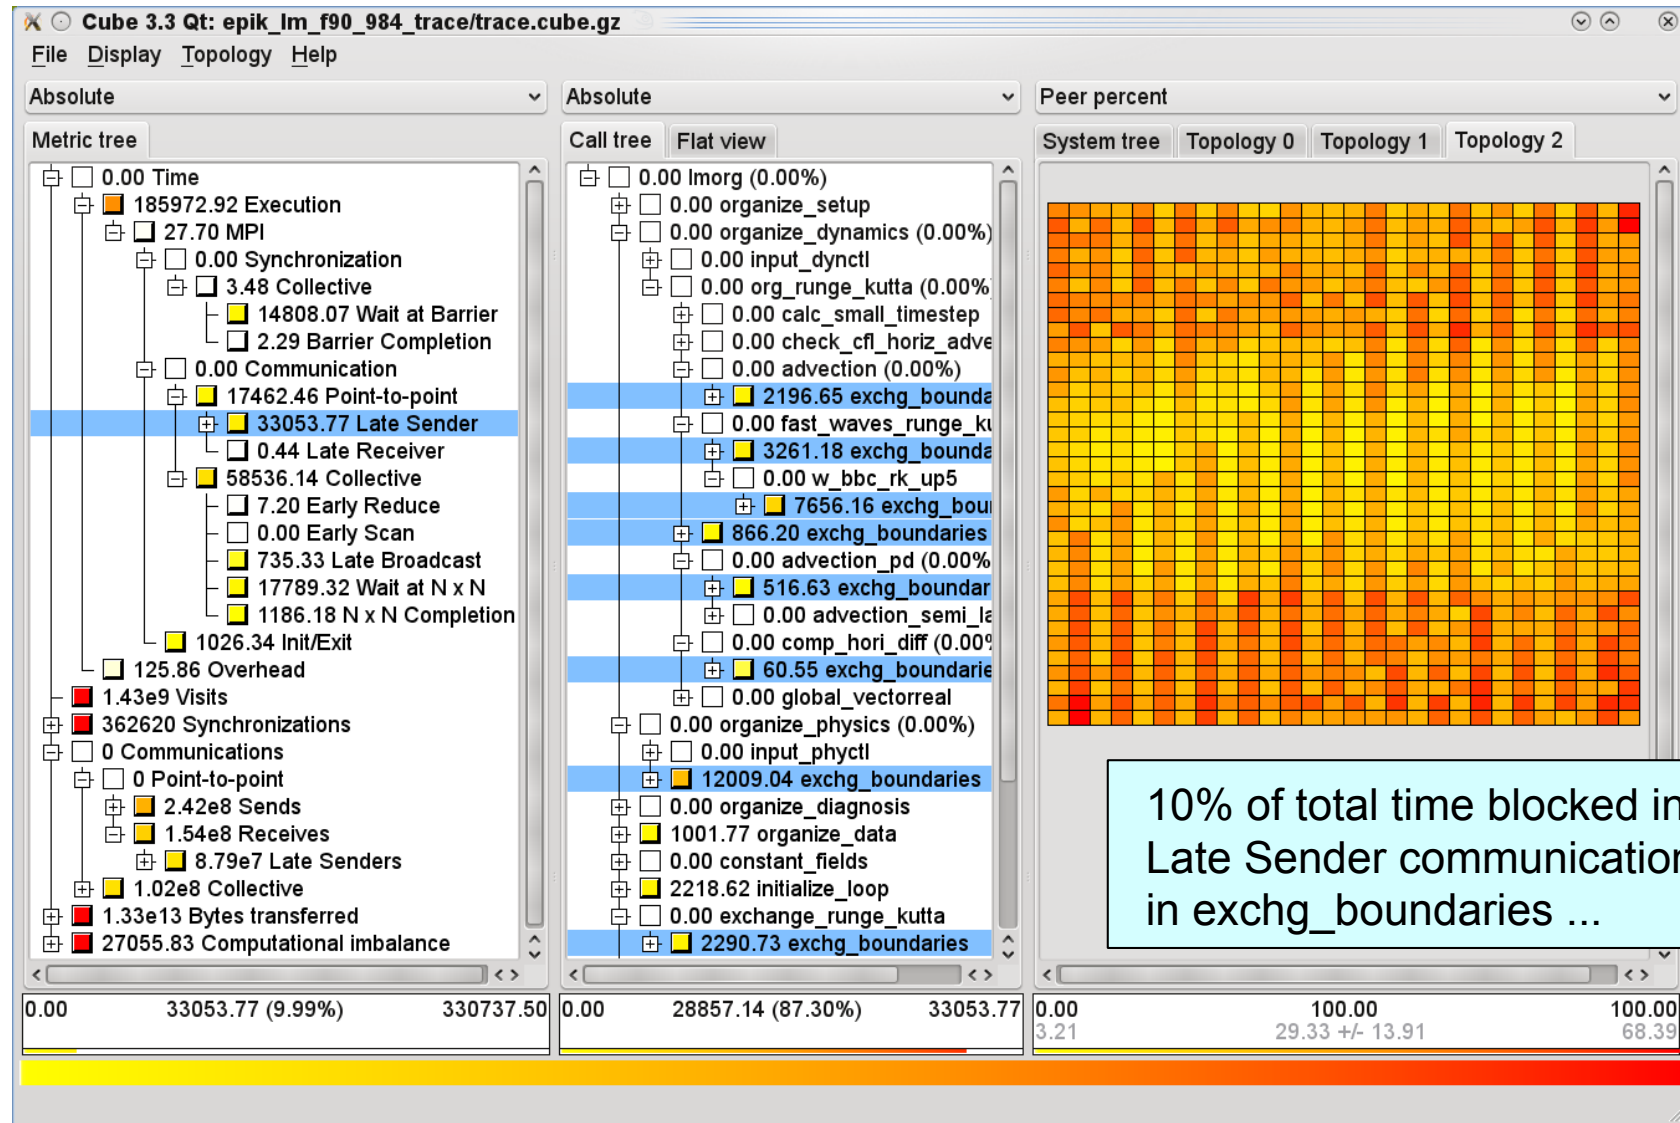 Cube 3.3 Qt: epik_lm_f90_984_trace/trace.cube.gz
File Display Topology Help
Absolute
Metric tree
0.00 Time
185972.92 Execution
27.70 MPI
0.00 Synchronization
3.48 Collective
14808.07 Wait at Barrier
2.29 Barrier Completion
0.00 Communication
17462.46 Point-to-point
33053.77 Late Sender
0.44 Late Receiver
58536.14 Collective
7.20 Early Reduce
0.00 Early Scan
735.33 Late Broadcast
17789.32 Wait at N x N
1186.18 N x N Completion
1026.34 Init/Exit
125.86 Overhead
1.43e9 Visits
362620 Synchronizations
0 Communications
0 Point-to-point
2.42e8 Sends
1.54e8 Receives
8.79e7 Late Senders
1.02e8 Collective
1.33e13 Bytes transferred
27055.83 Computational imbalance
0.00 33053.77 (9.99%) 330737.50
Absolute
Call tree Flat view
0.00 lmorg (0.00%)
0.00 organize_setup
0.00 organize_dynamics (0.00%)
0.00 input_dynctl
0.00 org_runge_kutta (0.00%
0.00 calc_small_timestep
0.00 check_cfl_horiz_adve
0.00 advection (0.00%)
2196.65 exchg_bounda
0.00 fast_waves_runge_ku
3261.18 exchg_bounda
0.00 w_bbc_rk_up5
7656.16 exchg_bou
866.20 exchg_boundaries
0.00 advection_pd (0.00%
516.63 exchg_boundar
0.00 advection_semi_la
0.00 comp_hori_diff (0.00%
60.55 exchg_boundarie
0.00 global_vectorreal
0.00 organize_physics (0.00%)
0.00 input_phyctl
12009.04 exchg_boundaries
0.00 organize_diagnosis
1001.77 organize_data
0.00 constant_fields
2218.62 initialize_loop
0.00 exchange_runge_kutta
2290.73 exchg_boundaries
0.00 28857.14 (87.30%) 33053.77
Peer percent
System tree Topology 0 Topology 1 Topology 2
10% of total time blocked in
Late Sender communication
in exchg_boundaries ...
0.00 100.00 100.00
3.21 29.33 +/- 13.91 68.39